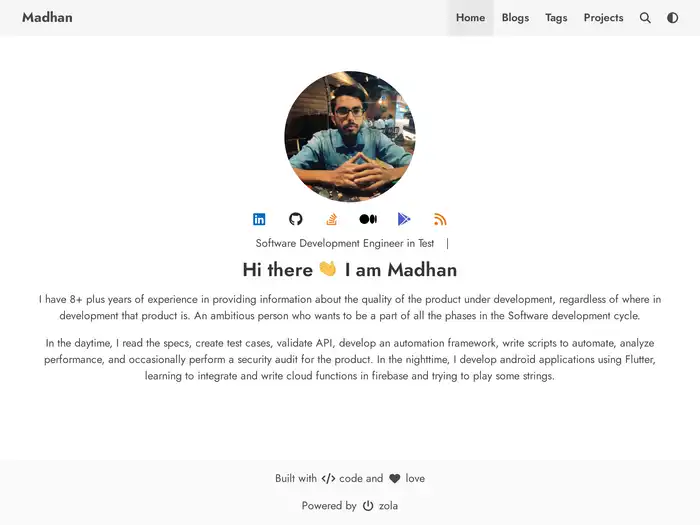 Madhan
Home Blogs Tags Projects
Software Development Engineer in Test |
Hi there 👋 I am Madhan
I have 8+ plus years of experience in providing information about the quality of the product under development, regardless of where in
development that product is. An ambitious person who wants to be a part of all the phases in the Software development cycle.
In the daytime, I read the specs, create test cases, validate API, develop an automation framework, write scripts to automate, analyze
performance, and occasionally perform a security audit for the product. In the nighttime, I develop android applications using Flutter,
learning to integrate and write cloud functions in firebase and trying to play some strings.
Built with </> code and ♥ love
Powered by ⏻ zola